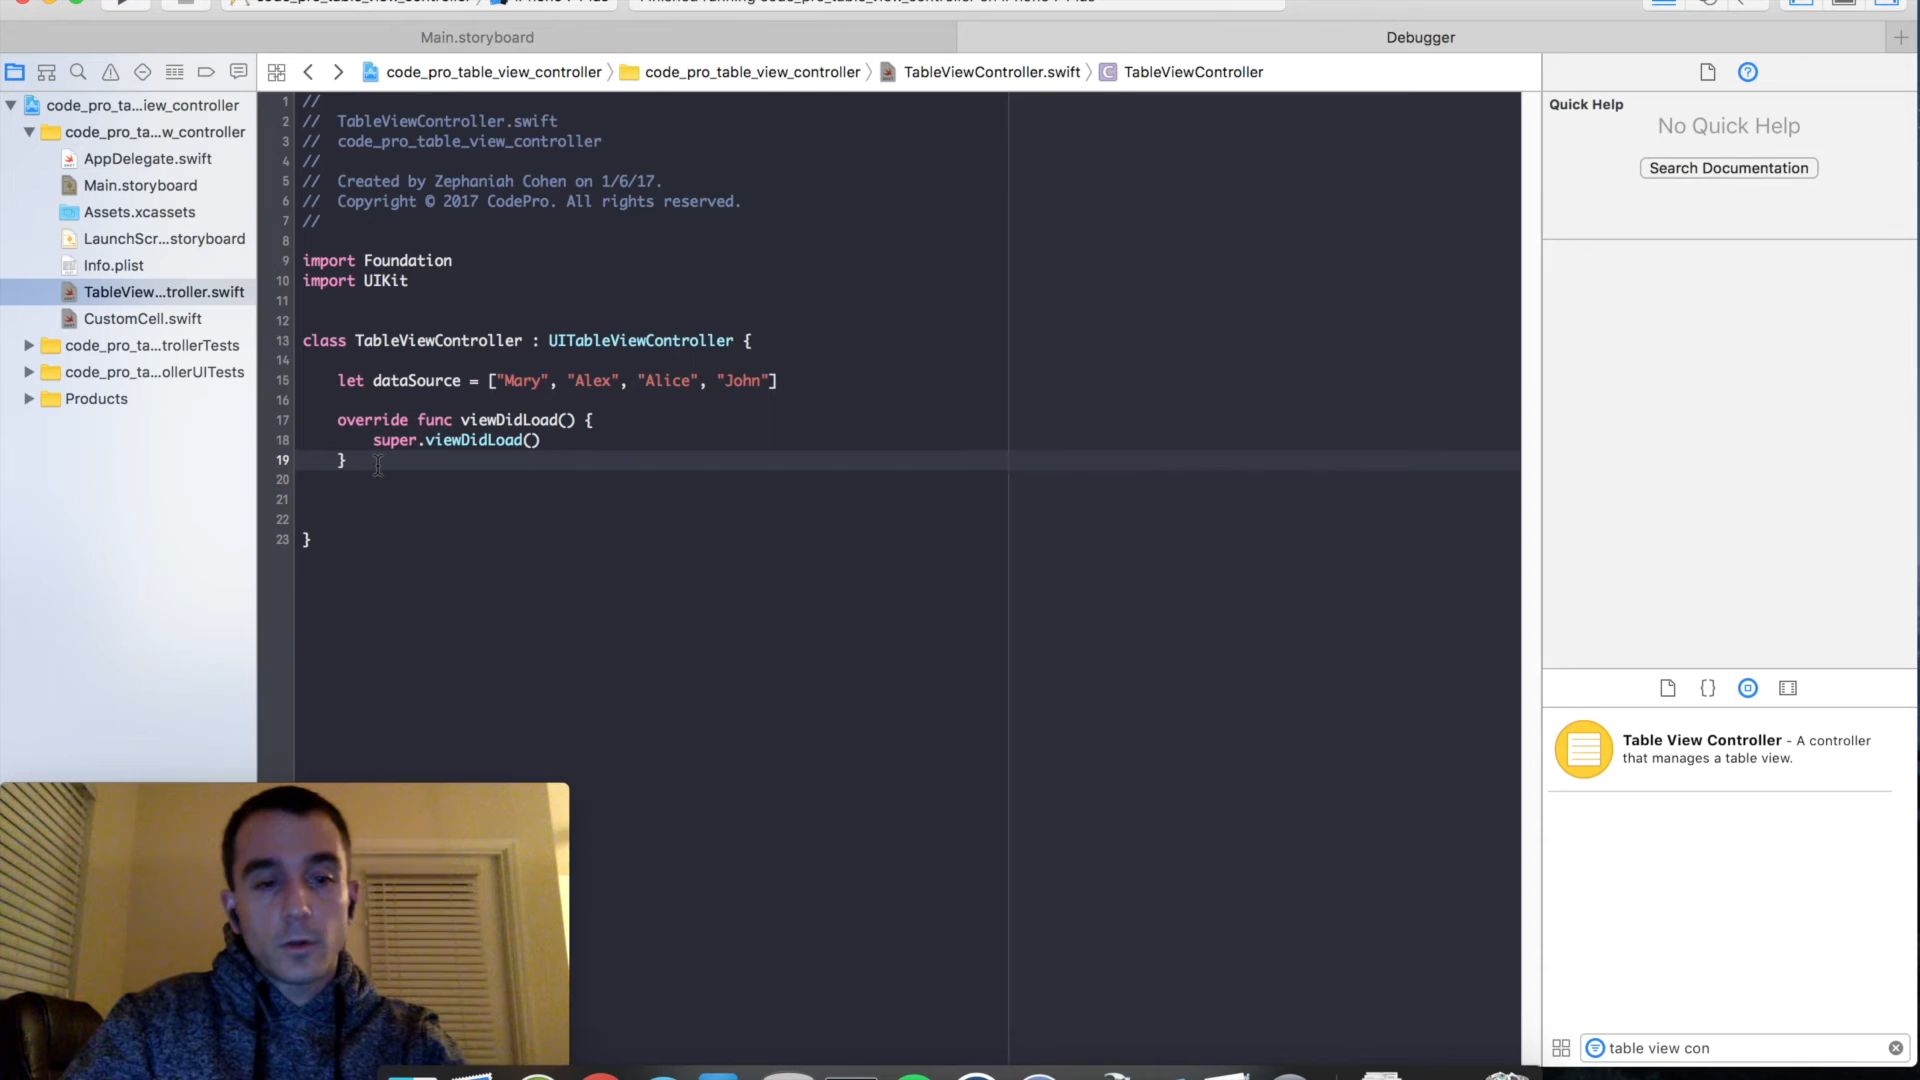 Main.storyboard
Debugger
code_pro_table_view_controller
code_pro_table_view_controller
TableViewController.swift
C TableViewController
code_pro_ta...iew_controller
code_pro_ta...w_controller
AppDelegate.swift
Main.storyboard
Assets.xcassets
LaunchScr...storyboard
Info.plist
TableView...troller.swift
CustomCell.swift
code_pro_ta...trollerTests
code_pro_ta...ollerUITests
Products
1 //
2 // TableViewController.swift
3 // code_pro_table_view_controller
4 //
5 // Created by Zephaniah Cohen on 1/6/17.
6 // Copyright © 2017 CodePro. All rights reserved.
7 //
8
9 import Foundation
10 import UIKit
11
12
13 class TableViewController : UITableViewController {
14
15 let dataSource = ["Mary", "Alex", "Alice", "John"]
16
17 override func viewDidLoad() {
18 super.viewDidLoad()
19 }
20
21
22
23 }
Quick Help
No Quick Help
Search Documentation
Table View Controller - A controller
that manages a table view.
table view con